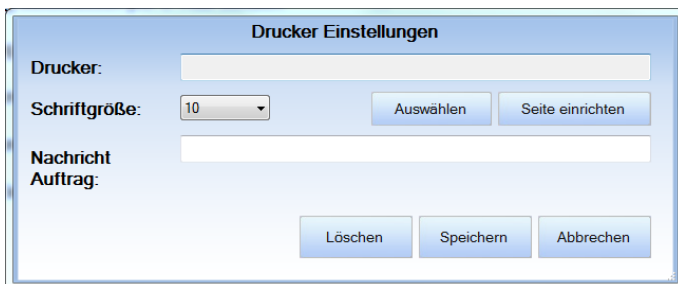 Drucker Einstellungen
Drucker:
Schriftgröße: 10 Auswählen Seite einrichten
Nachricht
Auftrag:
Löschen Speichern Abbrechen